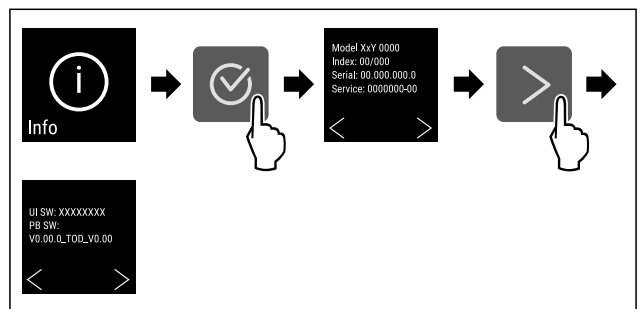 i
Info
Model XxY 0000
Index: 00/000
Serial: 00.000.000.0
Service: 0000000-00
UI SW: XXXXXXXX
PB SW:
V0.00.0_TOD_V0.00